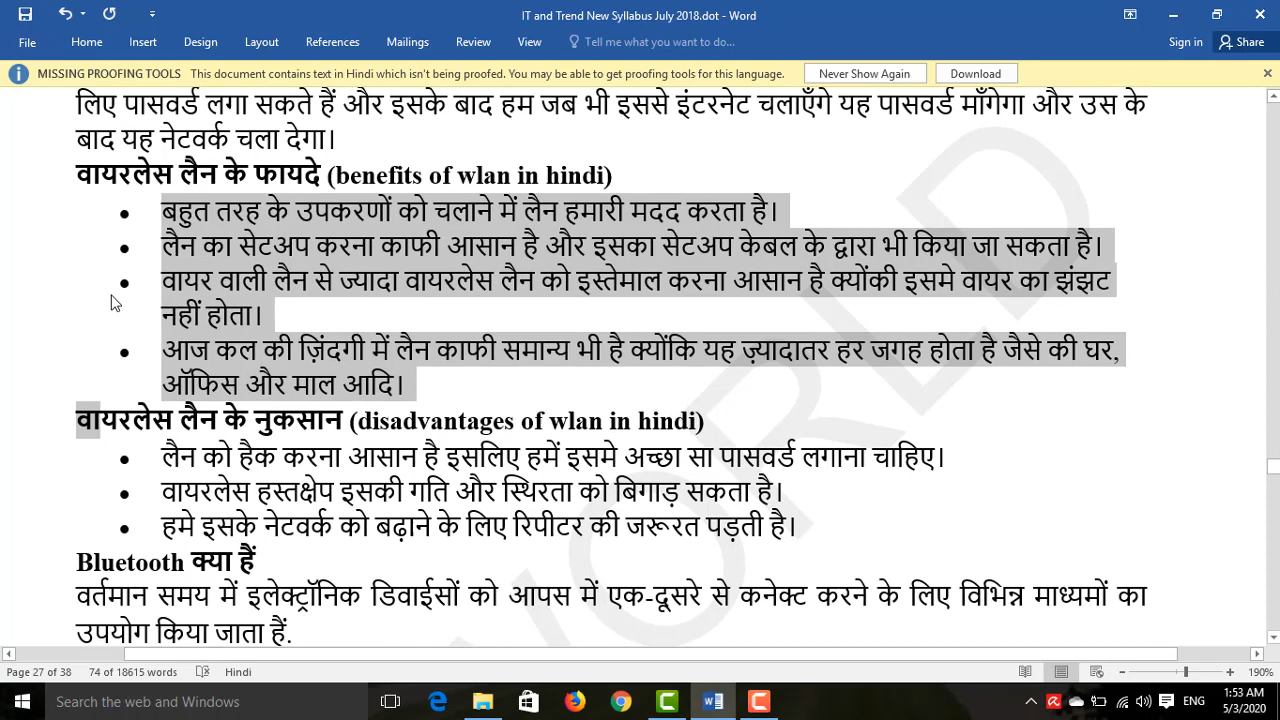 IT and Trend New Syllabus July 2018.dot - Word
File Home Insert Design Layout References Mailings Review View Tell me what you want to do... Sign in Share
MISSING PROOFING TOOLS This document contains text in Hindi which isn't being proofed. You may be able to get proofing tools for this language. Never Show Again Download
लिए पासवर्ड लगा सकते हैं और इसके बाद हम जब भी इससे इंटरनेट चलाएँगे यह पासवर्ड माँगेगा और उस के
बाद यह नेटवर्क चला देगा।
वायरलेस लैन के फायदे (benefits of wlan in hindi)
• बहुत तरह के उपकरणों को चलाने में लैन हमारी मदद करता है।
• लैन का सेटअप करना काफी आसान है और इसका सेटअप केबल के द्वारा भी किया जा सकता है।
• वायर वाली लैन से ज्यादा वायरलेस लैन को इस्तेमाल करना आसान है क्योंकी इसमे वायर का झंझट
नहीं होता।
• आज कल की ज़िंदगी में लैन काफी समान्य भी है क्योंकि यह ज़्यादातर हर जगह होता है जैसे की घर,
ऑफिस और माल आदि।
वायरलेस लैन के नुकसान (disadvantages of wlan in hindi)
• लैन को हैक करना आसान है इसलिए हमें इसमे अच्छा सा पासवर्ड लगाना चाहिए।
• वायरलेस हस्तक्षेप इसकी गति और स्थिरता को बिगाड़ सकता है।
• हमे इसके नेटवर्क को बढ़ाने के लिए रिपीटर की जरूरत पड़ती है।
Bluetooth क्या हैं
वर्तमान समय में इलेक्ट्रॉनिक डिवाईसों को आपस में एक-दूसरे से कनेक्ट करने के लिए विभिन्न माध्यमों का
उपयोग किया जाता हैं.
WORLD
Page 27 of 38 74 of 18615 words Hindi 190%
Search the web and Windows ENG 1:53 AM
5/3/2020